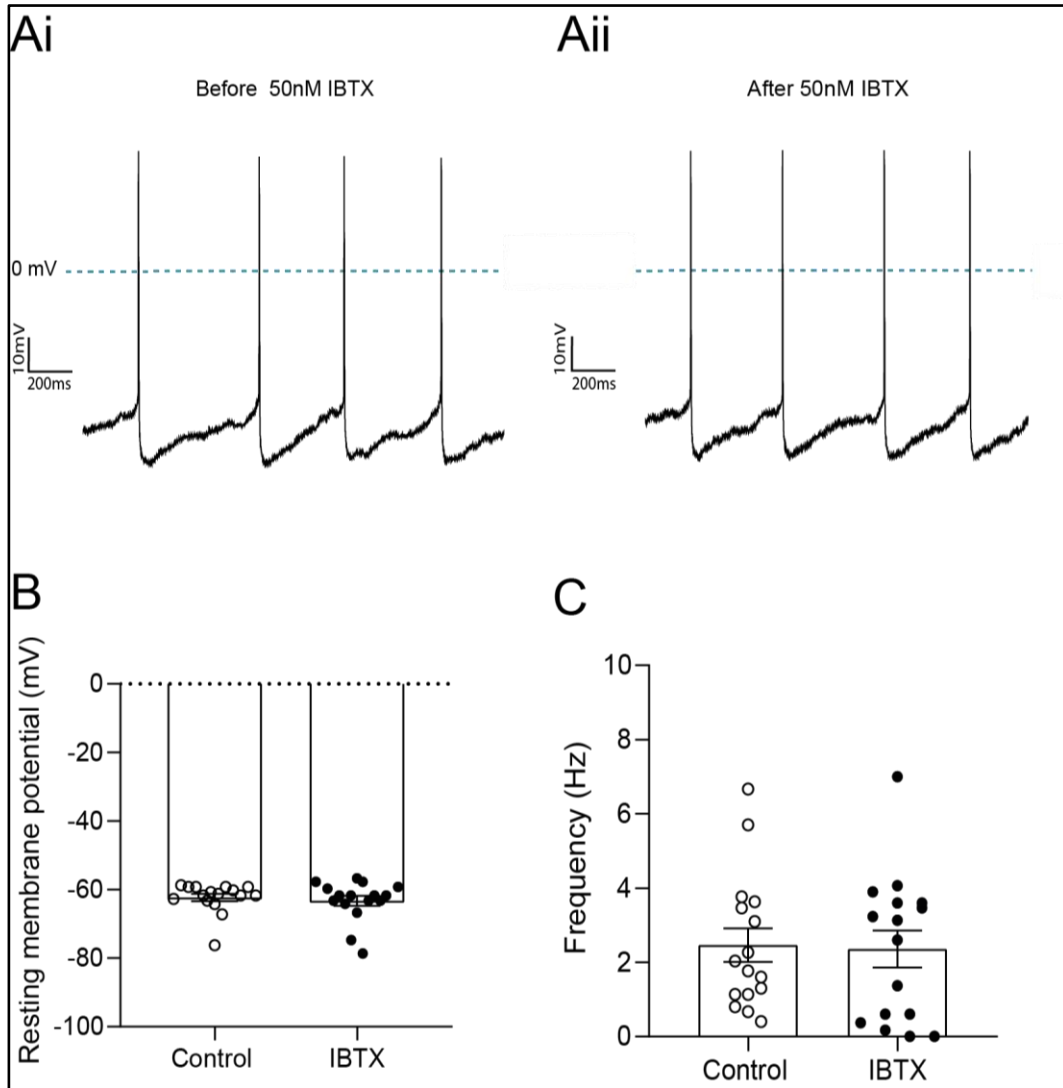 Ai
Aii
Before 50nM IBTX
After 50nM IBTX
0 mV
10mV
200ms
10mV
200ms
B
Resting membrane potential (mV)
0
-20
-40
-60
-80
-100
Control
IBTX
C
Frequency (Hz)
10
8
6
4
2
0
Control
IBTX